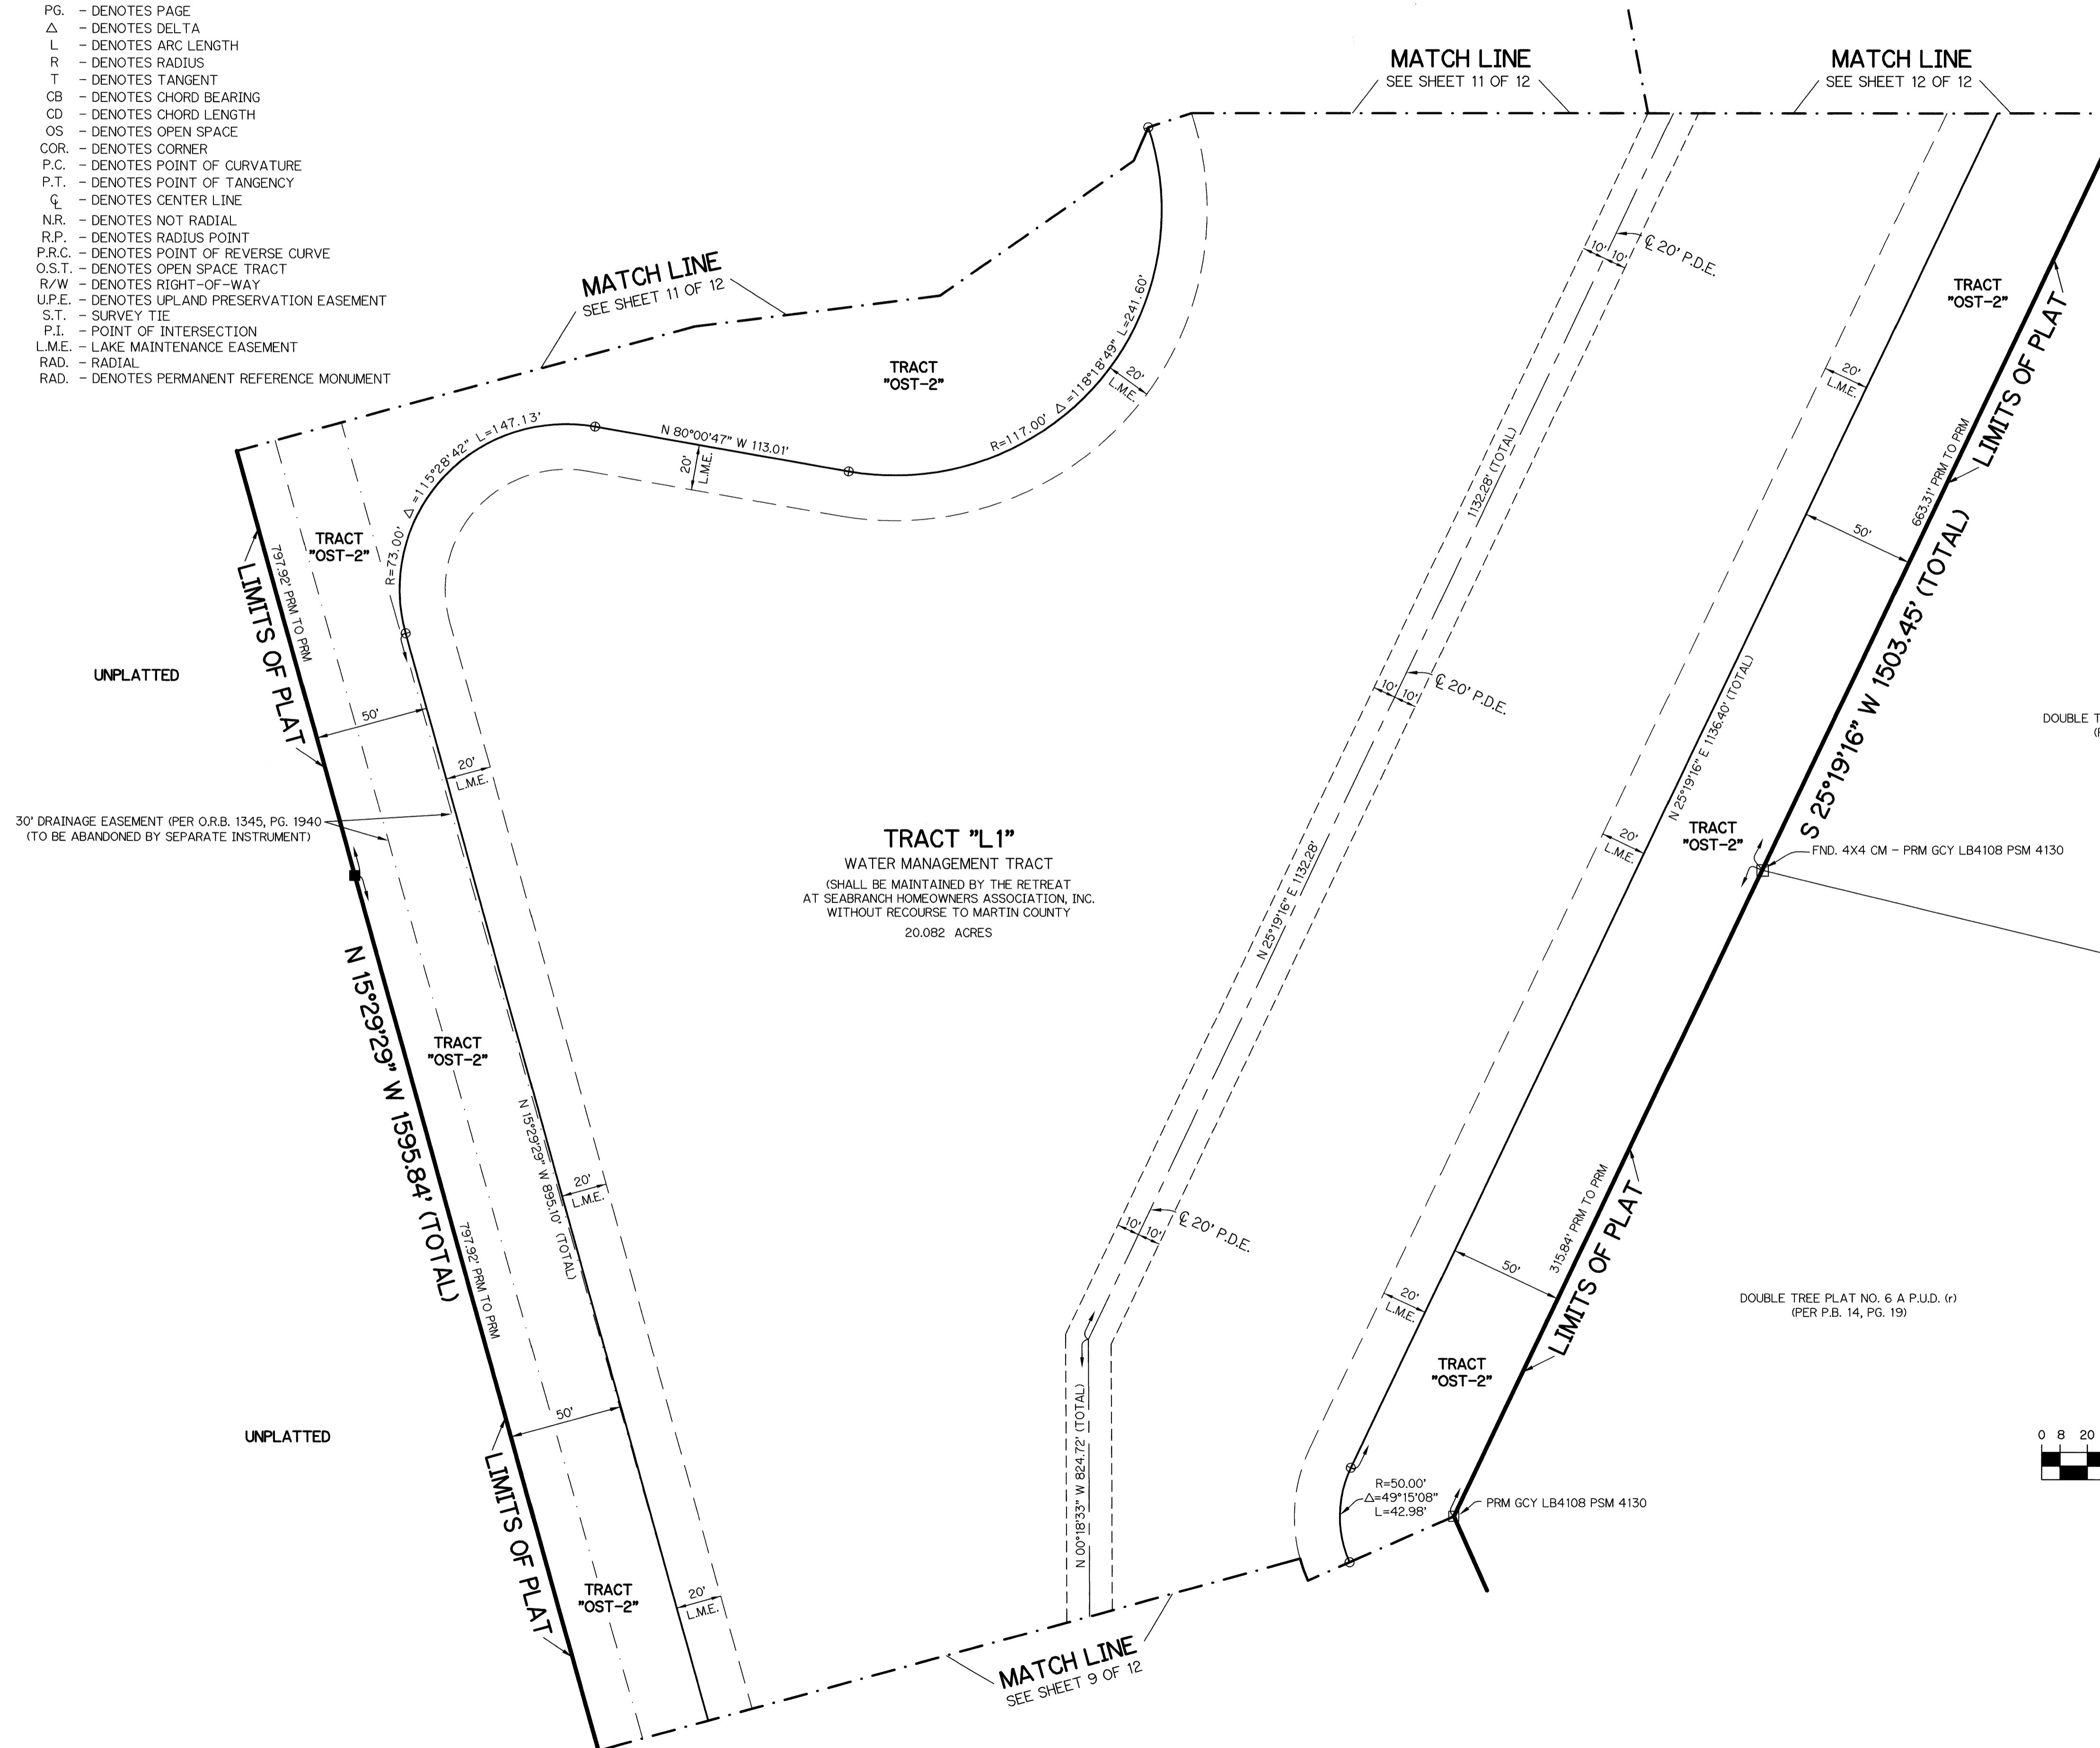 PG. - DENOTES PAGE
△ - DENOTES DELTA
L - DENOTES ARC LENGTH
R - DENOTES RADIUS
T - DENOTES TANGENT
CB - DENOTES CHORD BEARING
CD - DENOTES CHORD LENGTH
OS - DENOTES OPEN SPACE
COR. - DENOTES CORNER
P.C. - DENOTES POINT OF CURVATURE
P.T. - DENOTES POINT OF TANGENCY
℄ - DENOTES CENTER LINE
N.R. - DENOTES NOT RADIAL
R.P. - DENOTES RADIUS POINT
P.R.C. - DENOTES POINT OF REVERSE CURVE
O.S.T. - DENOTES OPEN SPACE TRACT
R/W - DENOTES RIGHT-OF-WAY
U.P.E. - DENOTES UPLAND PRESERVATION EASEMENT
S.T. - SURVEY TIE
P.I. - POINT OF INTERSECTION
L.M.E. - LAKE MAINTENANCE EASEMENT
RAD. - RADIAL
RAD. - DENOTES PERMANENT REFERENCE MONUMENT
MATCH LINE
SEE SHEET 11 OF 12
MATCH LINE
SEE SHEET 12 OF 12
MATCH LINE
SEE SHEET 11 OF 12
10'
10'
℄ 20' P.D.E.
TRACT
"OST-2"
LIMITS OF PLAT
TRACT
"OST-2"
R=117.00' △=118°18'49" L=241.60'
20'
L.M.E.
20'
L.M.E.
R=73.00' △=115°28'42" L=147.13'
N 80°00'47" W 113.01'
20'
L.M.E.
1132.28' (TOTAL)
663.31' PRM TO PRM
50'
S 25°19'16" W 1503.45' (TOTAL)
TRACT
"OST-2"
797.92' PRM TO PRM
LIMITS OF PLAT
UNPLATTED
50'
20'
L.M.E.
10'
10'
℄ 20' P.D.E.
N 25°19'16" E 1136.40' (TOTAL)
DOUBLE T
30' DRAINAGE EASEMENT (PER O.R.B. 1345, PG. 1940
(TO BE ABANDONED BY SEPARATE INSTRUMENT)
TRACT "L1"
WATER MANAGEMENT TRACT
(SHALL BE MAINTAINED BY THE RETREAT
AT SEABRANCH HOMEOWNERS ASSOCIATION, INC.
WITHOUT RECOURSE TO MARTIN COUNTY
20.082 ACRES
N 25°19'16" E 1132.28'
20'
L.M.E.
TRACT
"OST-2"
FND. 4X4 CM - PRM GCY LB4108 PSM 4130
N 15°29'29" W 1595.84' (TOTAL)
TRACT
"OST-2"
N 15°29'29" W 895.10' (TOTAL)
20'
L.M.E.
797.92' PRM TO PRM
10'
10'
℄ 20' P.D.E.
315.84' PRM TO PRM
50'
LIMITS OF PLAT
20'
L.M.E.
DOUBLE TREE PLAT NO. 6 A P.U.D. (r)
(PER P.B. 14, PG. 19)
TRACT
"OST-2"
UNPLATTED
50'
LIMITS OF PLAT
N 00°18'33" W 824.72' (TOTAL)
R=50.00'
△=49°15'08"
L=42.98'
PRM GCY LB4108 PSM 4130
0 8 20
TRACT
"OST-2"
20'
L.M.E.
MATCH LINE
SEE SHEET 9 OF 12